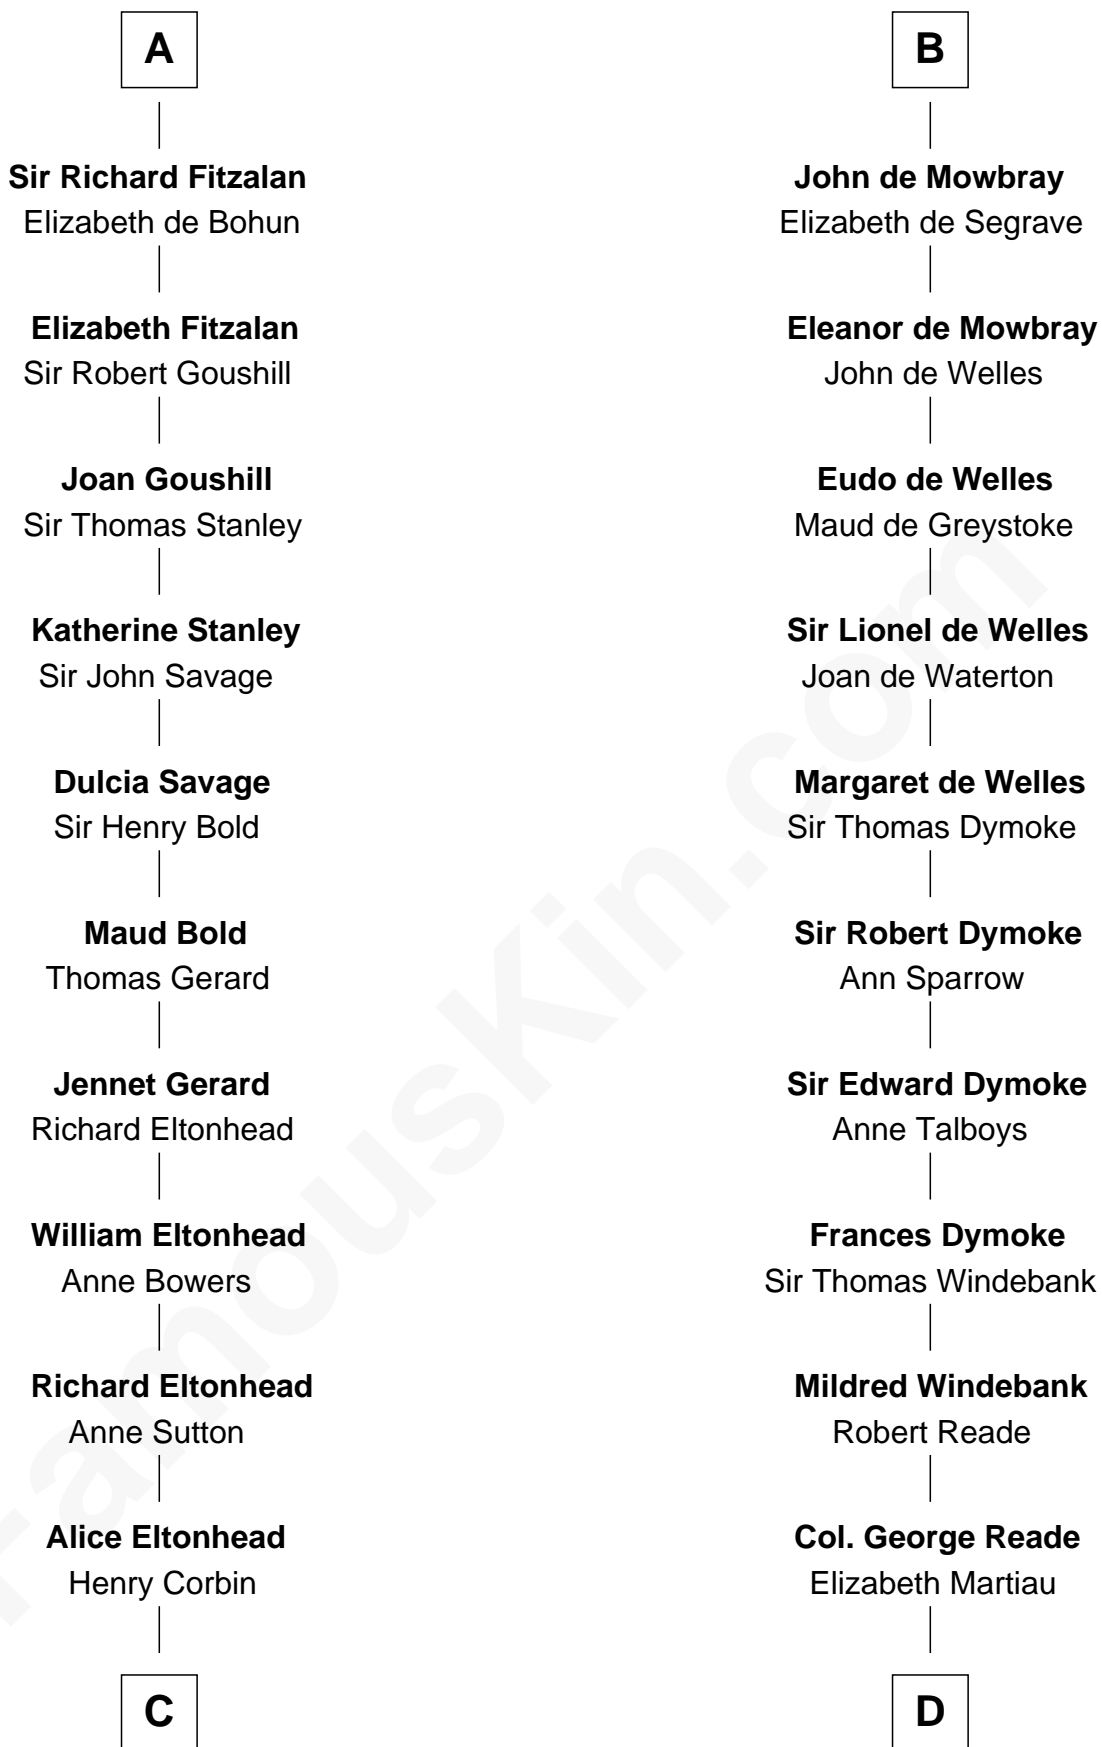 A
Sir Richard Fitzalan
Elizabeth de Bohun
Elizabeth Fitzalan
Sir Robert Goushill
Joan Goushill
Sir Thomas Stanley
Katherine Stanley
Sir John Savage
Dulcia Savage
Sir Henry Bold
Maud Bold
Thomas Gerard
Jennet Gerard
Richard Eltonhead
William Eltonhead
Anne Bowers
Richard Eltonhead
Anne Sutton
Alice Eltonhead
Henry Corbin
C
B
John de Mowbray
Elizabeth de Segrave
Eleanor de Mowbray
John de Welles
Eudo de Welles
Maud de Greystoke
Sir Lionel de Welles
Joan de Waterton
Margaret de Welles
Sir Thomas Dymoke
Sir Robert Dymoke
Ann Sparrow
Sir Edward Dymoke
Anne Talboys
Frances Dymoke
Sir Thomas Windebank
Mildred Windebank
Robert Reade
Col. George Reade
Elizabeth Martiau
D
FamousKin.com